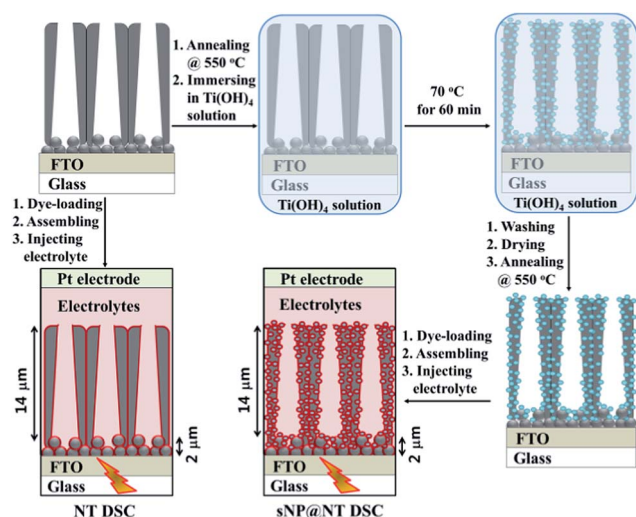 1. Annealing
@ 550 °C
2. Immersing
in Ti(OH)4
solution
70 °C
for 60 min
FTO
Glass
FTO
Glass
Ti(OH)4 solution
FTO
Glass
Ti(OH)4 solution
1. Dye-loading
2. Assembling
3. Injecting
electrolyte
1. Washing
2. Drying
3. Annealing
@ 550 °C
Pt electrode
Electrolytes
14 μm
2 μm
FTO
Glass
NT DSC
Pt electrode
Electrolytes
14 μm
2 μm
FTO
Glass
sNP@NT DSC
1. Dye-loading
2. Assembling
3. Injecting
electrolyte
FTO
Glass